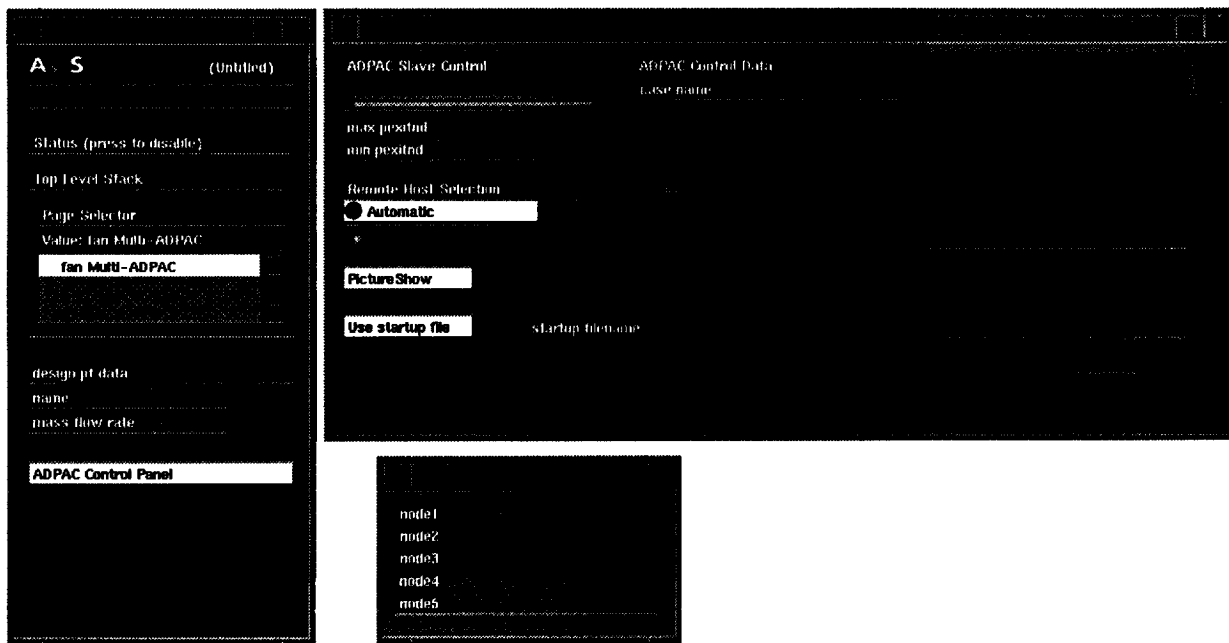 A S (Untitled)
Status (press to disable)
Top Level Stack
Page Selector
Value: fan Multi-ADPAC
fan Multi-ADPAC
design pt data
name
mass flow rate
ADPAC Control Panel
ADPAC Slave Control
ADPAC Control Data
case name
max pexitnd
min pexitnd
Remote Host Selection
Automatic
PictureShow
Use startup file
startup filename
node1
node2
node3
node4
node5